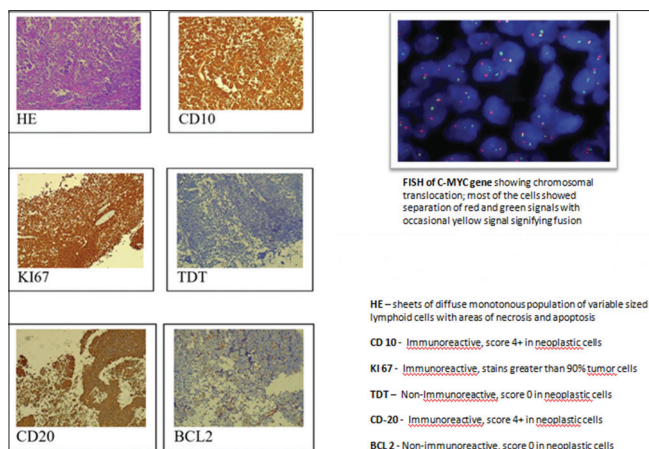 HE
CD10
KI67
TDT
CD20
BCL2
FISH of C-MYC gene showing chromosomal
translocation; most of the cells showed
separation of red and green signals with
occasional yellow signal signifying fusion
HE – sheets of diffuse monotonous population of variable sized
lymphoid cells with areas of necrosis and apoptosis
CD 10 - Immunoreactive, score 4+ in neoplastic cells
KI 67 - Immunoreactive, stains greater than 90% tumor cells
TDT – Non-Immunoreactive, score 0 in neoplastic cells
CD-20 - Immunoreactive, score 4+ in neoplastic cells
BCL 2 - Non-immunoreactive, score 0 in neoplastic cells